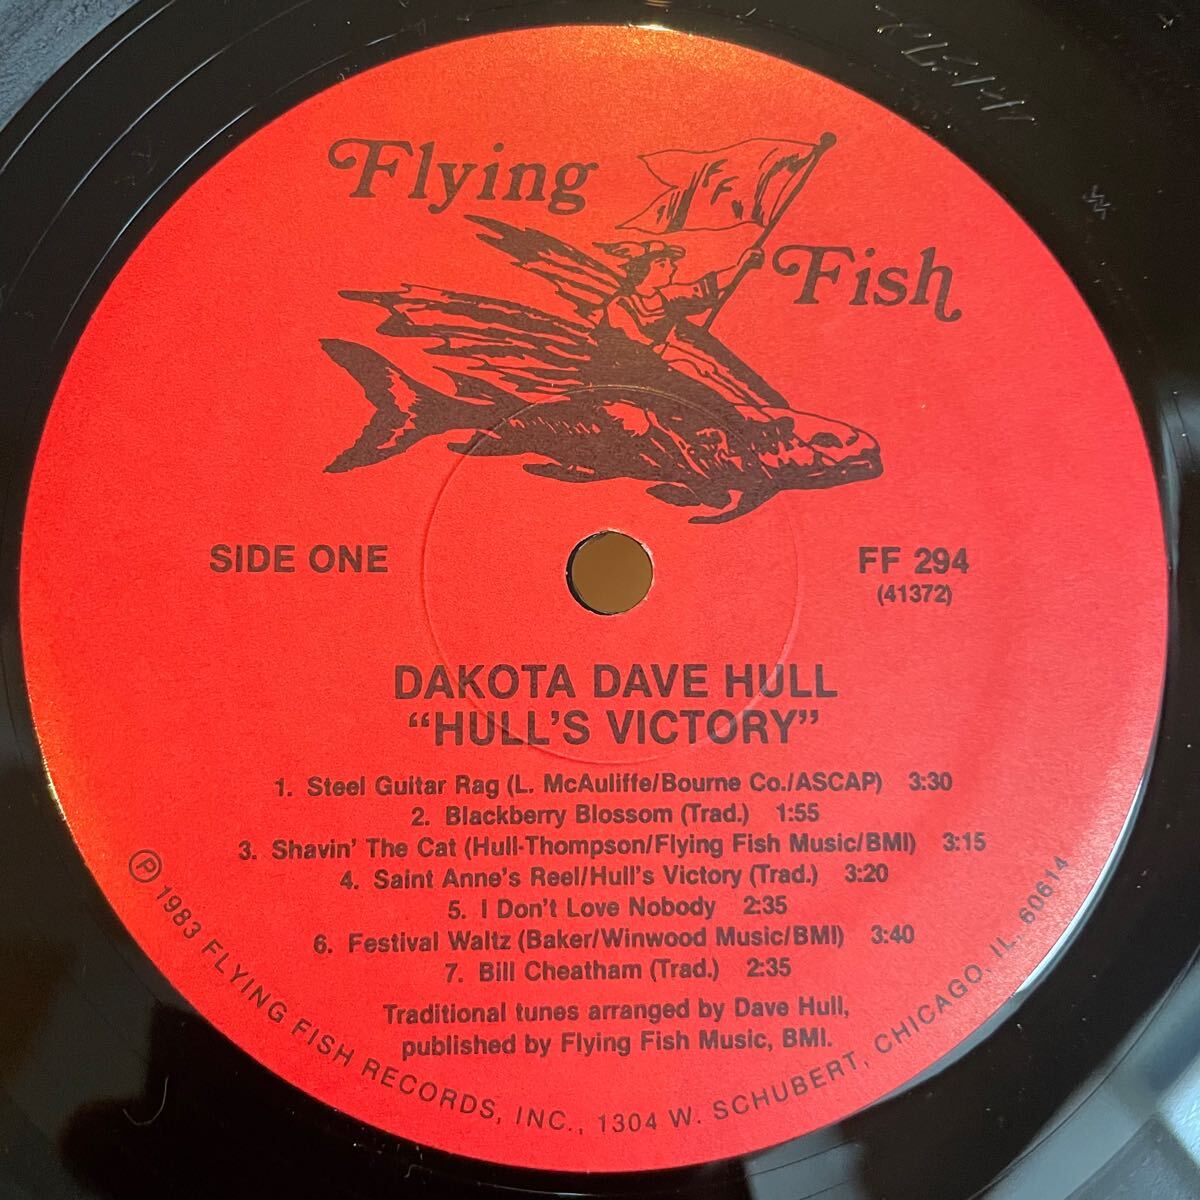 Flying
FF
Fish
SIDE ONE
FF 294
(41372)
DAKOTA DAVE HULL
“HULL’S VICTORY”
1. Steel Guitar Rag (L. McAuliffe/Bourne Co./ASCAP) 3:30
2. Blackberry Blossom (Trad.) 1:55
3. Shavin’ The Cat (Hull-Thompson/Flying Fish Music/BMI) 3:15
4. Saint Anne’s Reel/Hull’s Victory (Trad.) 3:20
5. I Don’t Love Nobody 2:35
6. Festival Waltz (Baker/Winwood Music/BMI) 3:40
7. Bill Cheatham (Trad.) 2:35
Traditional tunes arranged by Dave Hull,
published by Flying Fish Music, BMI.
Ⓟ 1983 FLYING FISH RECORDS, INC., 1304 W. SCHUBERT, CHICAGO, IL. 60614